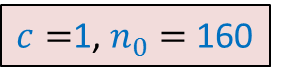 c =1, n₀ = 160